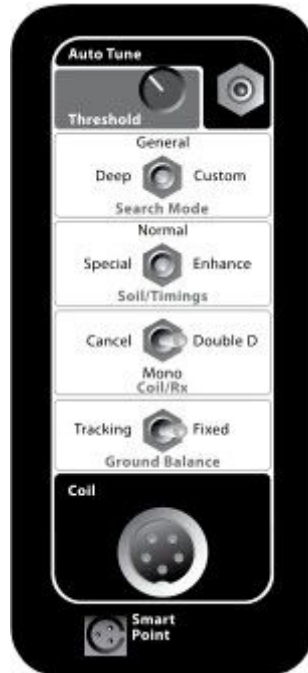 Auto Tune
Threshold
General
Deep Custom
Search Mode
Normal
Special Enhance
Soil/Timings
Cancel Double D
Mono
Coil/Rx
Tracking Fixed
Ground Balance
Coil
Smart
Point